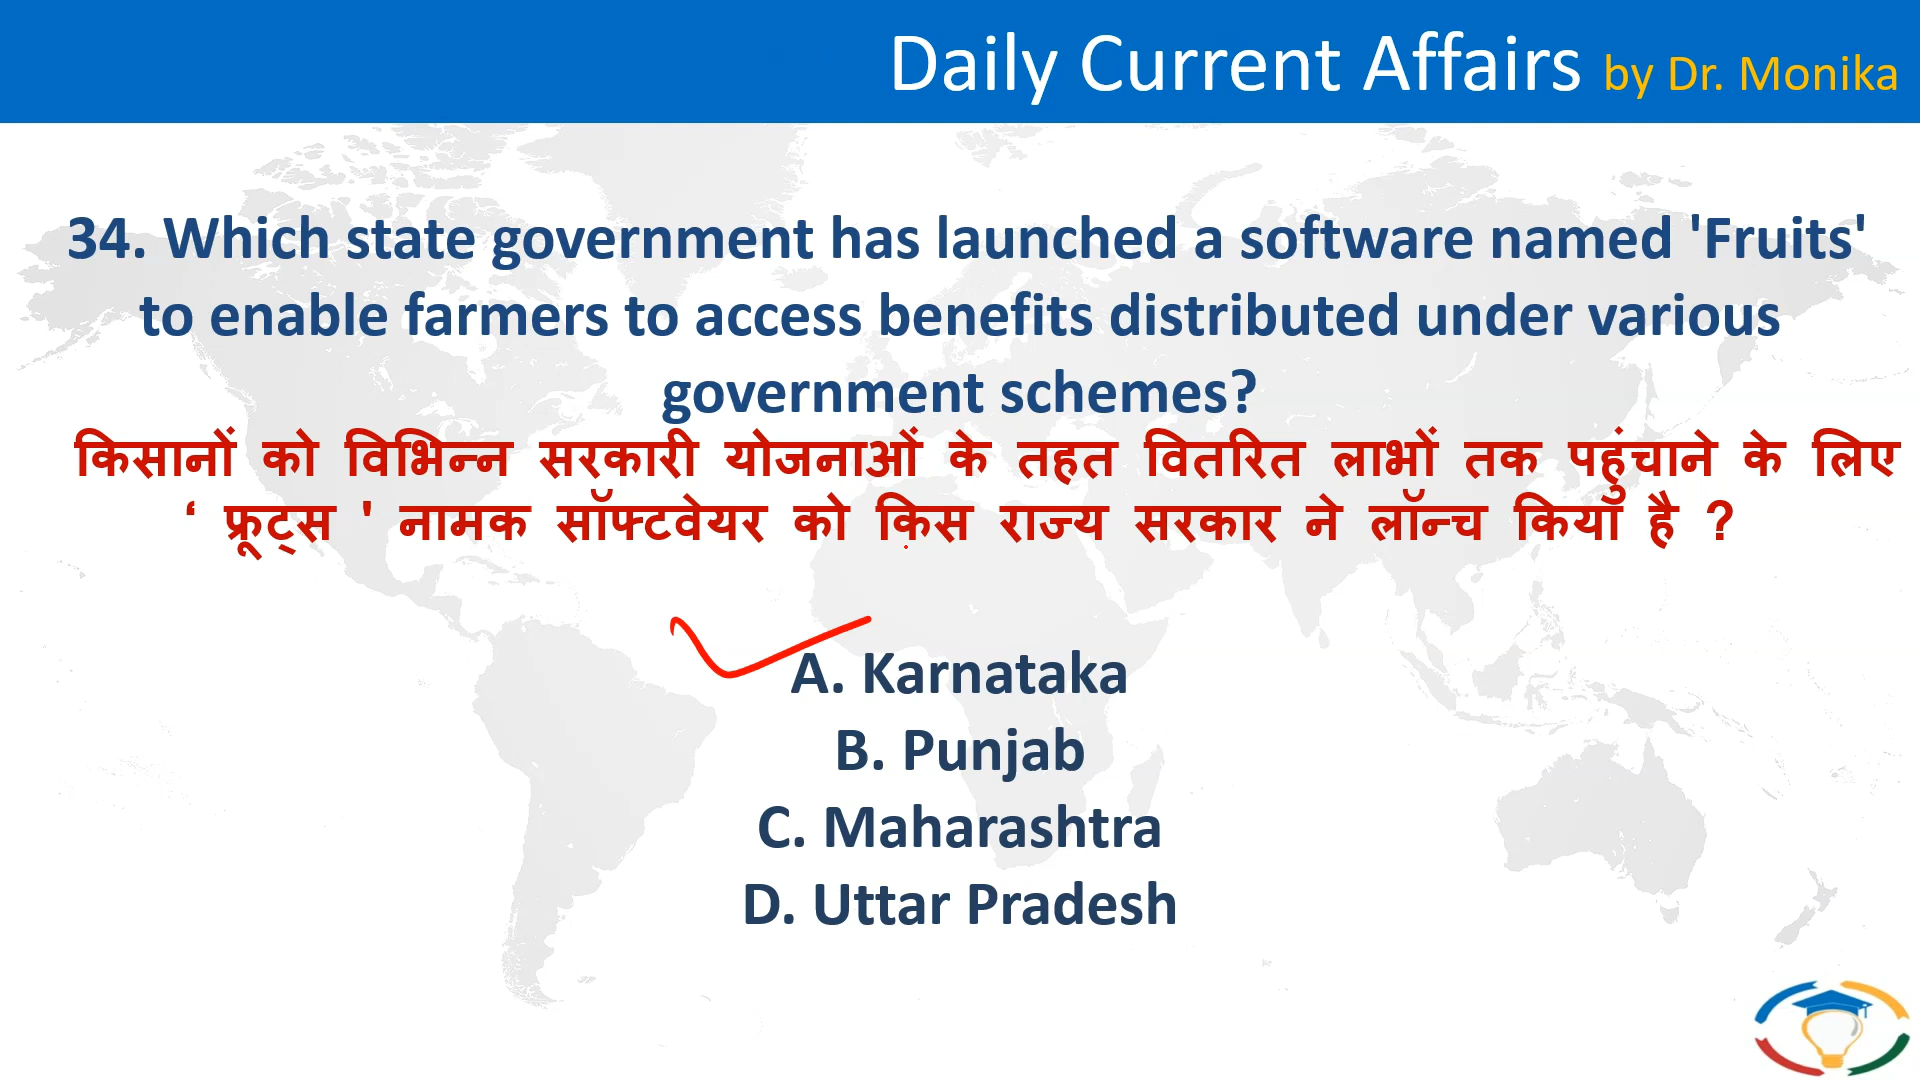 Daily Current Affairs by Dr. Monika
34. Which state government has launched a software named 'Fruits'
to enable farmers to access benefits distributed under various
government schemes?
किसानों को विभिन्न सरकारी योजनाओं के तहत वितरित लाभों तक पहुंचाने के लिए
‘ फ्रूट्स ' नामक सॉफ्टवेयर को किस राज्य सरकार ने लॉन्च किया है ?
A. Karnataka
B. Punjab
C. Maharashtra
D. Uttar Pradesh